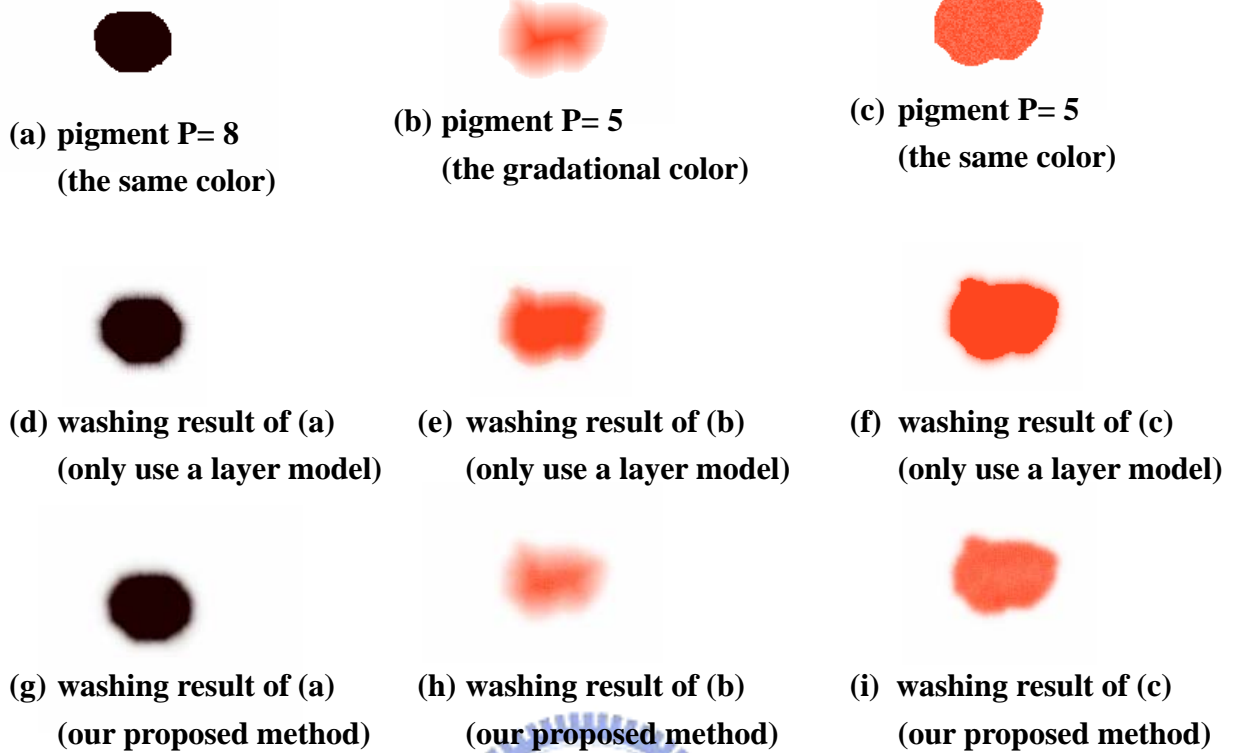 (a) pigment P= 8
(the same color)
(b) pigment P= 5
(the gradational color)
(c) pigment P= 5
(the same color)
(d) washing result of (a)
(only use a layer model)
(e) washing result of (b)
(only use a layer model)
(f) washing result of (c)
(only use a layer model)
(g) washing result of (a)
(our proposed method)
(h) washing result of (b)
(our proposed method)
(i) washing result of (c)
(our proposed method)